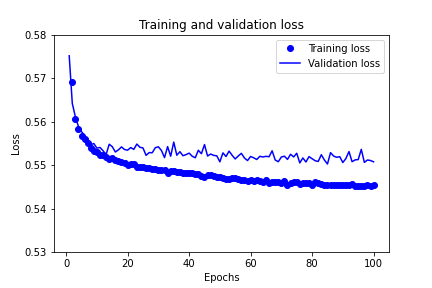 Training and validation loss
0.58
0.57
0.56
0.55
0.54
0.53
Loss
Training loss
Validation loss
0
20
40
60
80
100
Epochs